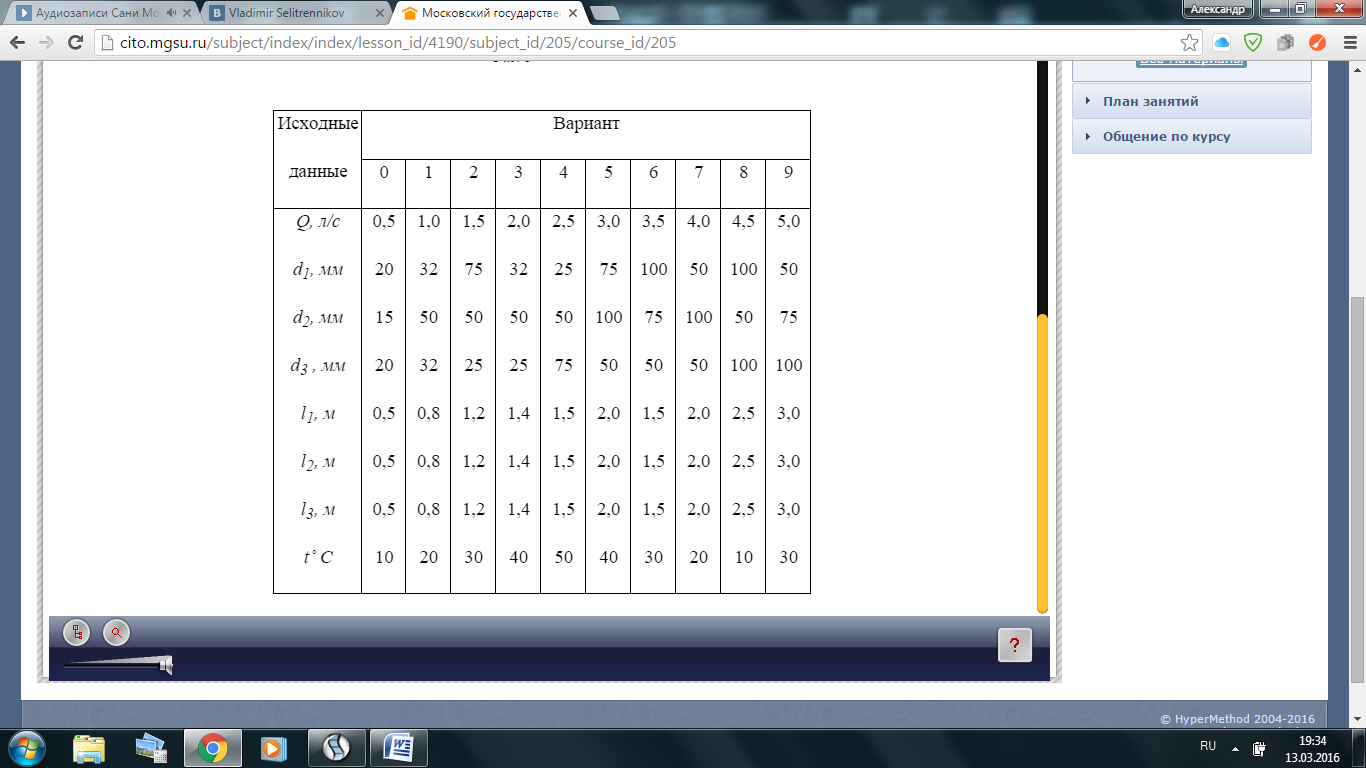 Аудиозаписи Сани Мо
Vladimir Selitrennikov
Московский государстве
Александр
cito.mgsu.ru/subject/index/index/lesson_id/4190/subject_id/205/course_id/205
Все материалы
План занятий
Общение по курсу
Исходные данные Вариант
0 1 2 3 4 5 6 7 8 9
Q, л/с 0,5 1,0 1,5 2,0 2,5 3,0 3,5 4,0 4,5 5,0
d1, мм 20 32 75 32 25 75 100 50 100 50
d2, мм 15 50 50 50 50 100 75 100 50 75
d3 , мм 20 32 25 25 75 50 50 50 100 100
l1, м 0,5 0,8 1,2 1,4 1,5 2,0 1,5 2,0 2,5 3,0
l2, м 0,5 0,8 1,2 1,4 1,5 2,0 1,5 2,0 2,5 3,0
l3, м 0,5 0,8 1,2 1,4 1,5 2,0 1,5 2,0 2,5 3,0
t˚ C 10 20 30 40 50 40 30 20 10 30
?
© HyperMethod 2004-2016
RU
19:34
13.03.2016